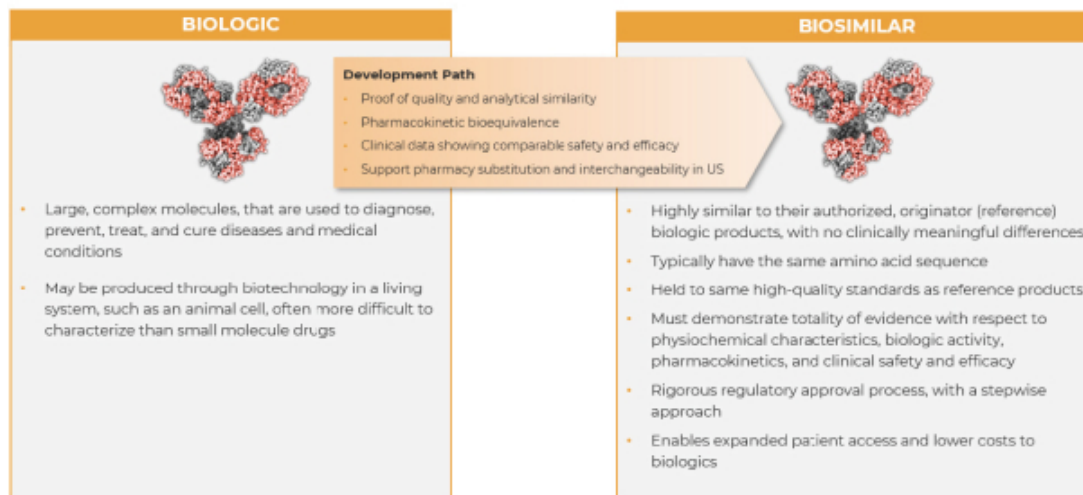 BIOLOGIC
Large, complex molecules, that are used to diagnose,
prevent, treat, and cure diseases and medical
conditions
May be produced through biotechnology in a living
system, such as an animal cell, often more difficult to
characterize than small molecule drugs
Development Path
Proof of quality and analytical similarity
Pharmacokinetic bioequivalence
Clinical data showing comparable safety and efficacy
Support pharmacy substitution and interchangeability in US
BIOSIMILAR
Highly similar to their authorized, originator (reference)
biologic products, with no clinically meaningful differences
Typically have the same amino acid sequence
Held to same high-quality standards as reference products
Must demonstrate totality of evidence with respect to
physiochemical characteristics, biologic activity,
pharmacokinetics, and clinical safety and efficacy
Rigorous regulatory approval process, with a stepwise
approach
Enables expanded patient access and lower costs to
biologics